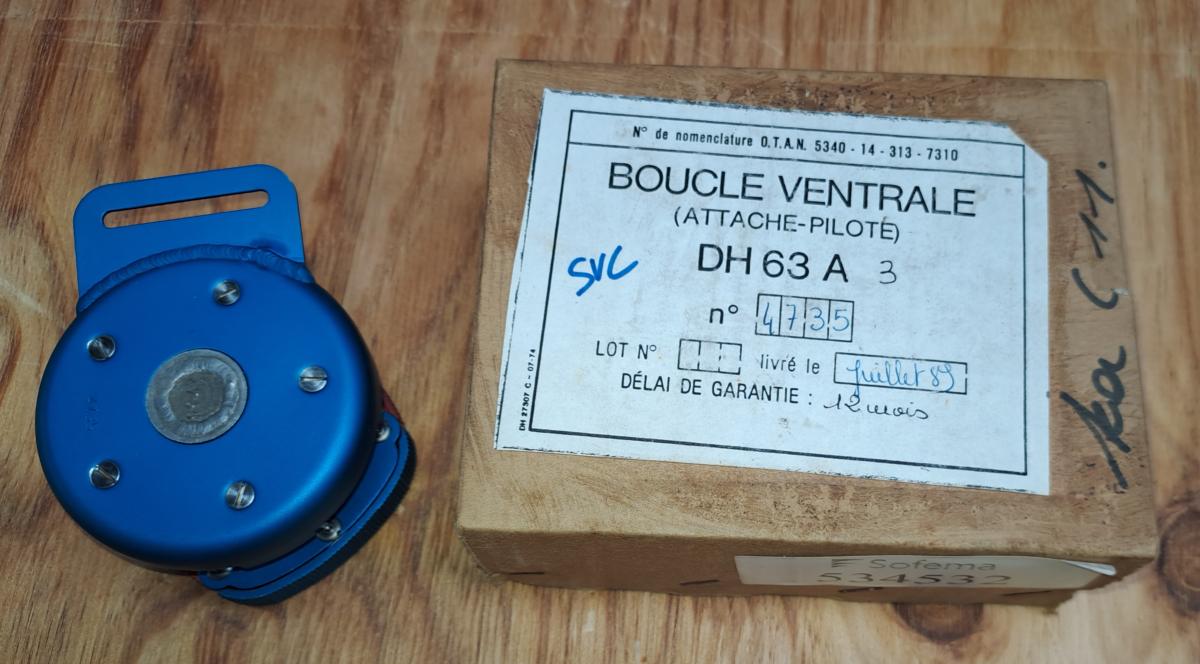 N° de nomenclature O.T.A.N. 5340 - 14 - 313 - 7310
BOUCLE VENTRALE
(ATTACHE-PILOTE)
SVC
DH 63 A 3
n° 4735
LOT N° livré le juillet 89
DÉLAI DE GARANTIE : 12 mois
DH 27307 C - 07-74
Sofema
534532